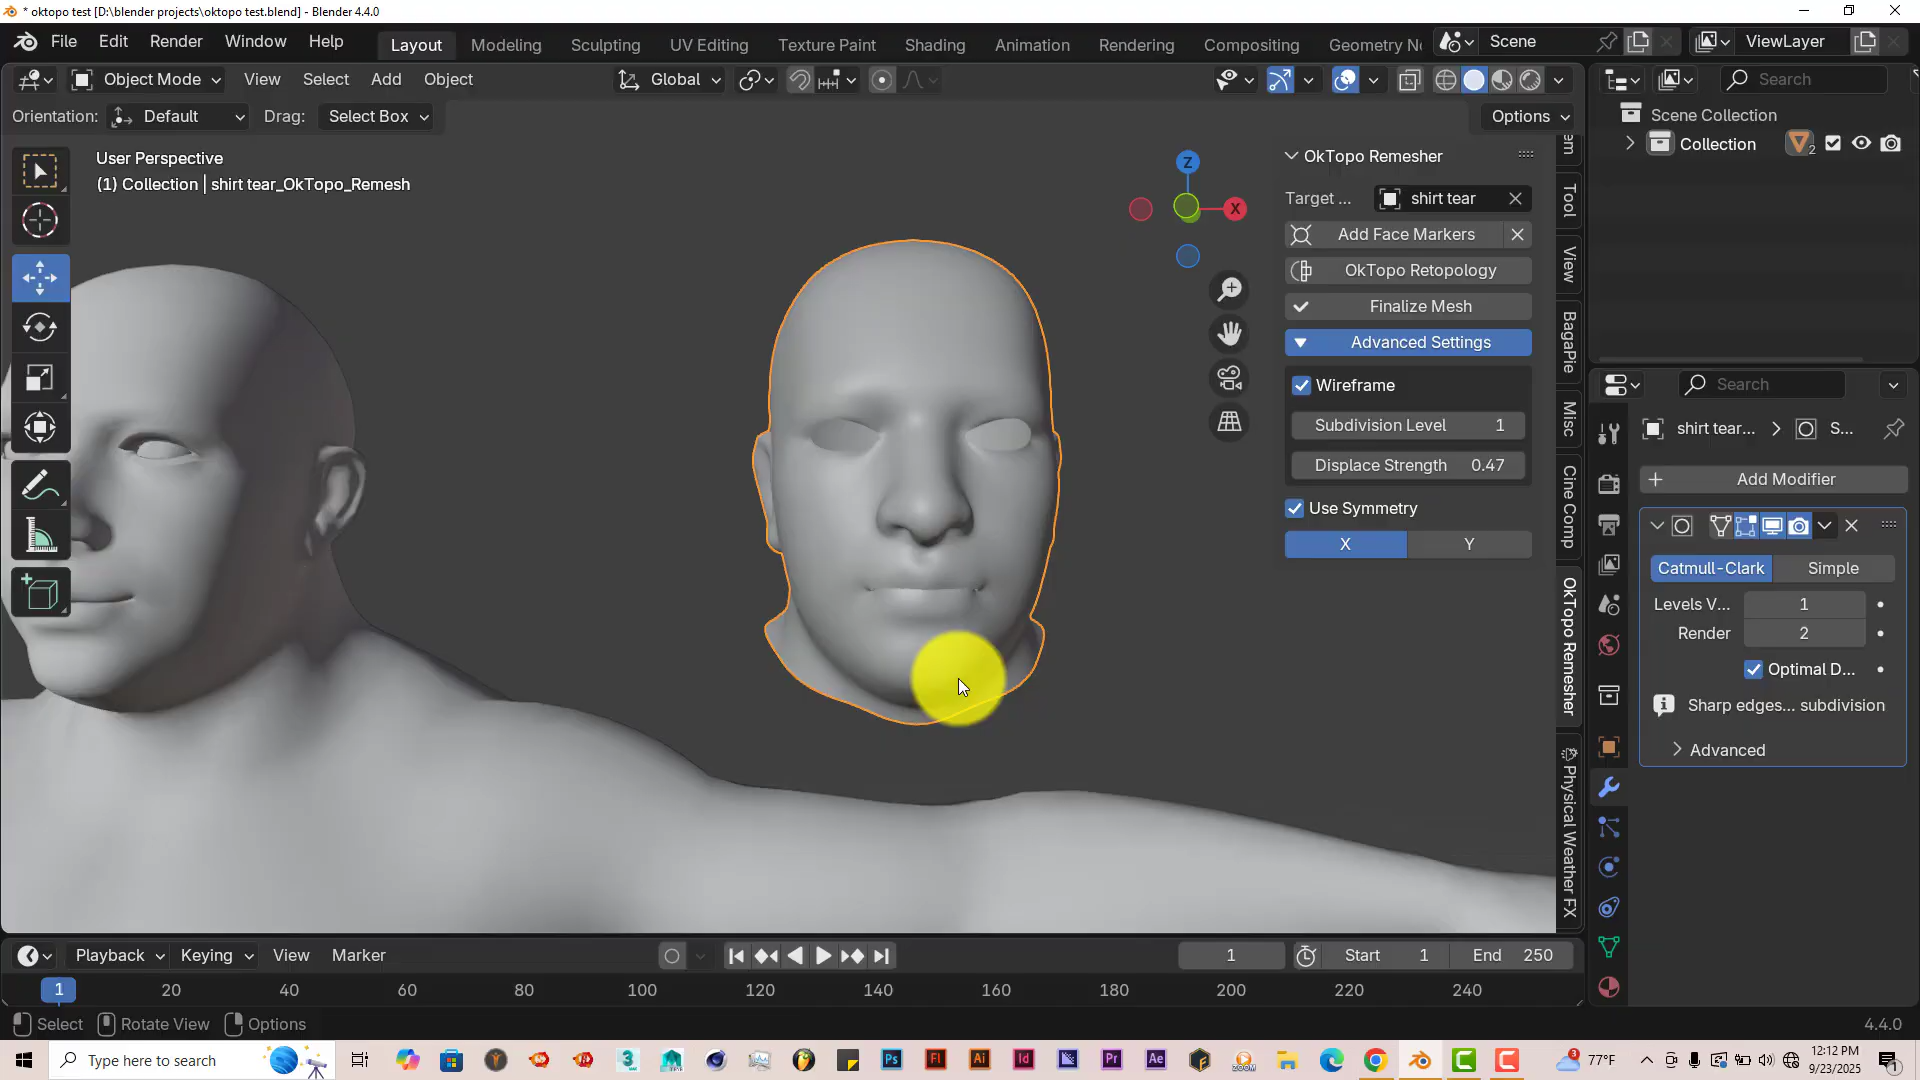 * oktopo test [D:\blender projects\oktopo test.blend] - Blender 4.4.0
File Edit Render Window Help Layout Modeling Sculpting UV Editing Texture Paint Shading Animation Rendering Compositing Geometry No Scene ViewLayer
Object Mode View Select Add Object Global Search
Orientation: Default Drag: Select Box Options
Scene Collection
Collection 2
User Perspective
(1) Collection | shirt tear_OkTopo_Remesh
Z
X
OkTopo Remesher
Target ... shirt tear
Add Face Markers
OkTopo Retopology
Finalize Mesh
Advanced Settings
Wireframe
Subdivision Level 1
Displace Strength 0.47
Use Symmetry
X Y
Tool
View
BagaPie
Misc
Cine Comp
OkTopo Remesher
Physical Weather FX
Search
shirt tear... S...
Add Modifier
Catmull-Clark Simple
Levels V... 1
Render 2
Optimal D...
Sharp edges... subdivision
Advanced
Playback Keying View Marker 1 Start 1 End 250
1 20 40 60 80 100 120 140 160 180 200 220 240
Select Rotate View Options 4.4.0
Type here to search 3 77°F 12:12 PM
9/23/2025 1